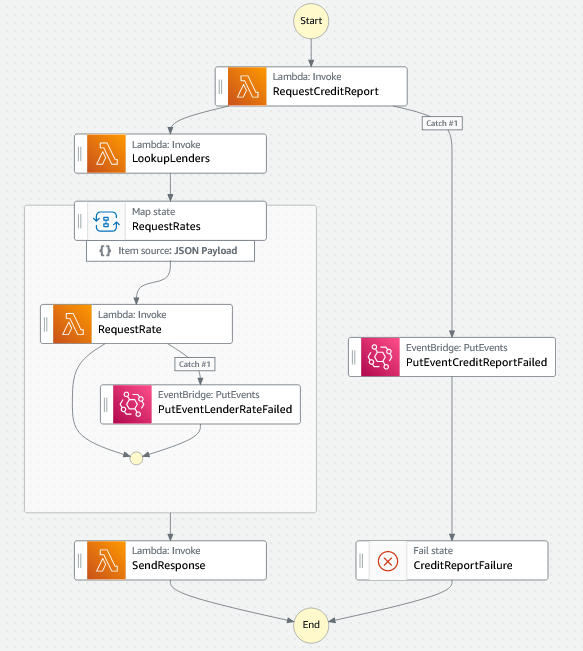 Start
Lambda: Invoke
RequestCreditReport
Catch #1
Lambda: Invoke
LookupLenders
Map state
RequestRates
{} Item source: JSON Payload
Lambda: Invoke
RequestRate
Catch #1
EventBridge: PutEvents
PutEventCreditReportFailed
EventBridge: PutEvents
PutEventLenderRateFailed
Lambda: Invoke
SendResponse
Fail state
CreditReportFailure
End